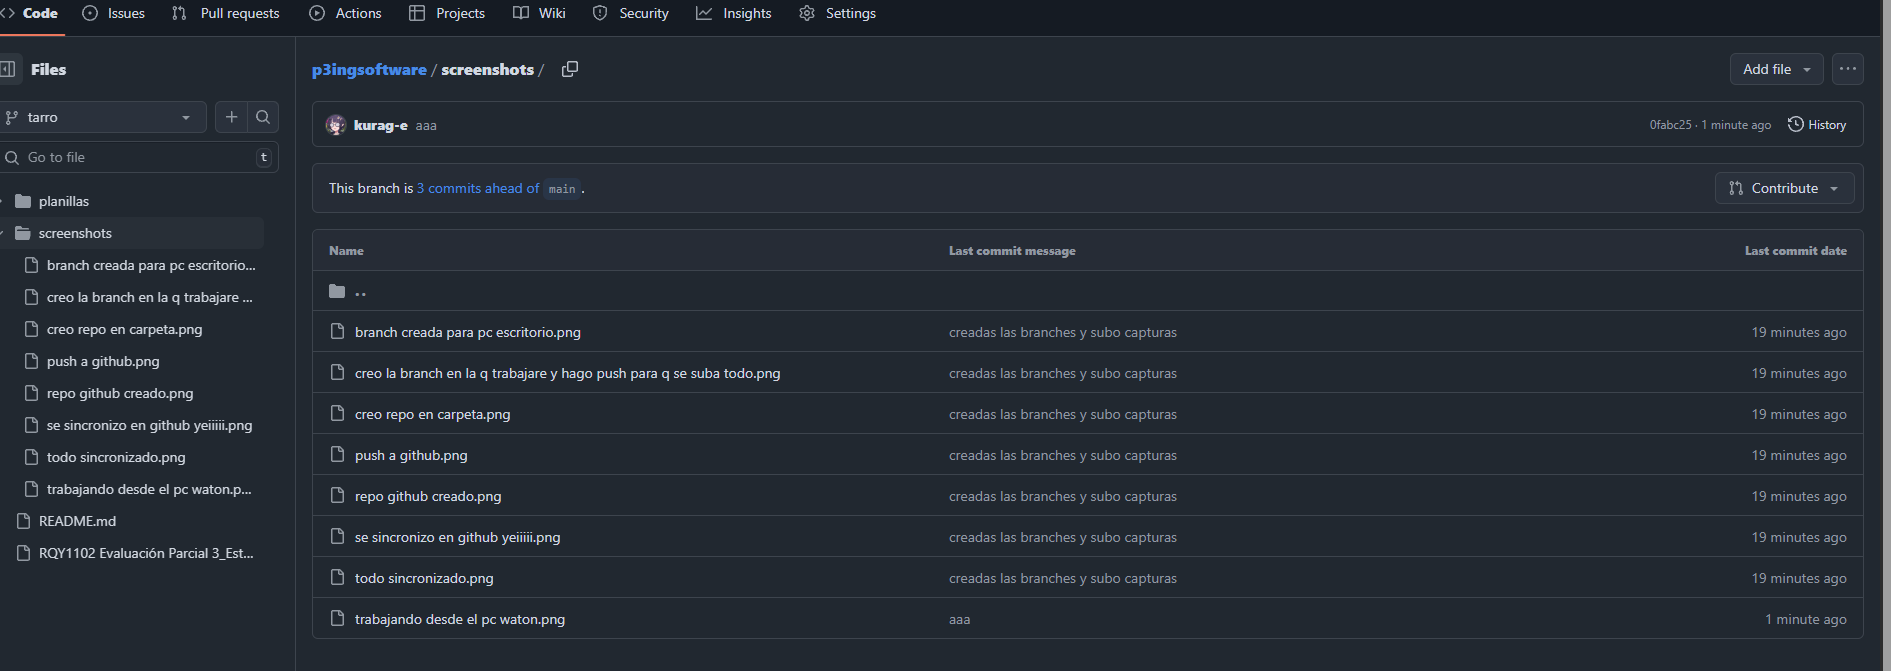 Code Issues Pull requests Actions Projects Wiki Security Insights Settings
Files
tarro
Go to file t
planillas
screenshots
branch creada para pc escritorio...
creo la branch en la q trabajare ...
creo repo en carpeta.png
push a github.png
repo github creado.png
se sincronizo en github yeiiiii.png
todo sincronizado.png
trabajando desde el pc waton.p...
README.md
RQY1102 Evaluación Parcial 3_Est...
p3ingsoftware / screenshots /
Add file
kurag-e aaa
0fabc25 · 1 minute ago History
This branch is 3 commits ahead of main .
Contribute
Name Last commit message Last commit date
..
branch creada para pc escritorio.png creadas las branches y subo capturas 19 minutes ago
creo la branch en la q trabajare y hago push para q se suba todo.png creadas las branches y subo capturas 19 minutes ago
creo repo en carpeta.png creadas las branches y subo capturas 19 minutes ago
push a github.png creadas las branches y subo capturas 19 minutes ago
repo github creado.png creadas las branches y subo capturas 19 minutes ago
se sincronizo en github yeiiiii.png creadas las branches y subo capturas 19 minutes ago
todo sincronizado.png creadas las branches y subo capturas 19 minutes ago
trabajando desde el pc waton.png aaa 1 minute ago